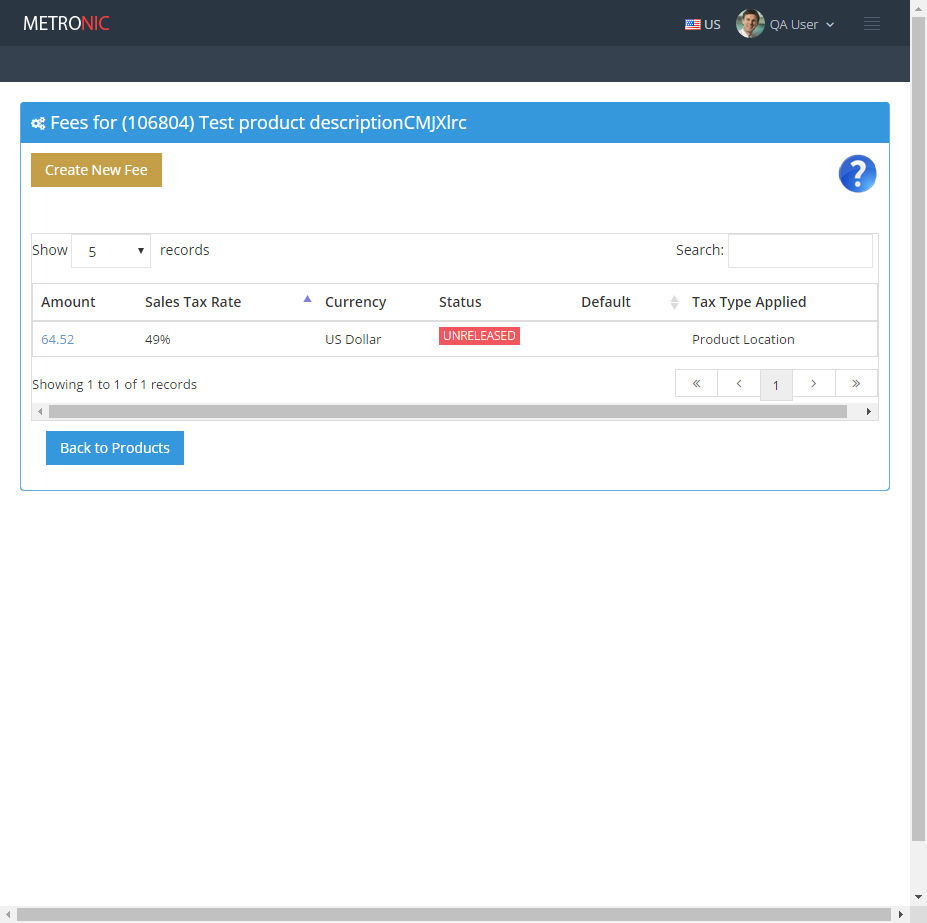 METRONIC
US QA User
Fees for (106804) Test product descriptionCMJXlrc
Create New Fee
?
Show 5 records Search:
Amount Sales Tax Rate Currency Status Default Tax Type Applied
64.52 49% US Dollar UNRELEASED Product Location
Showing 1 to 1 of 1 records « ‹ 1 › »
Back to Products